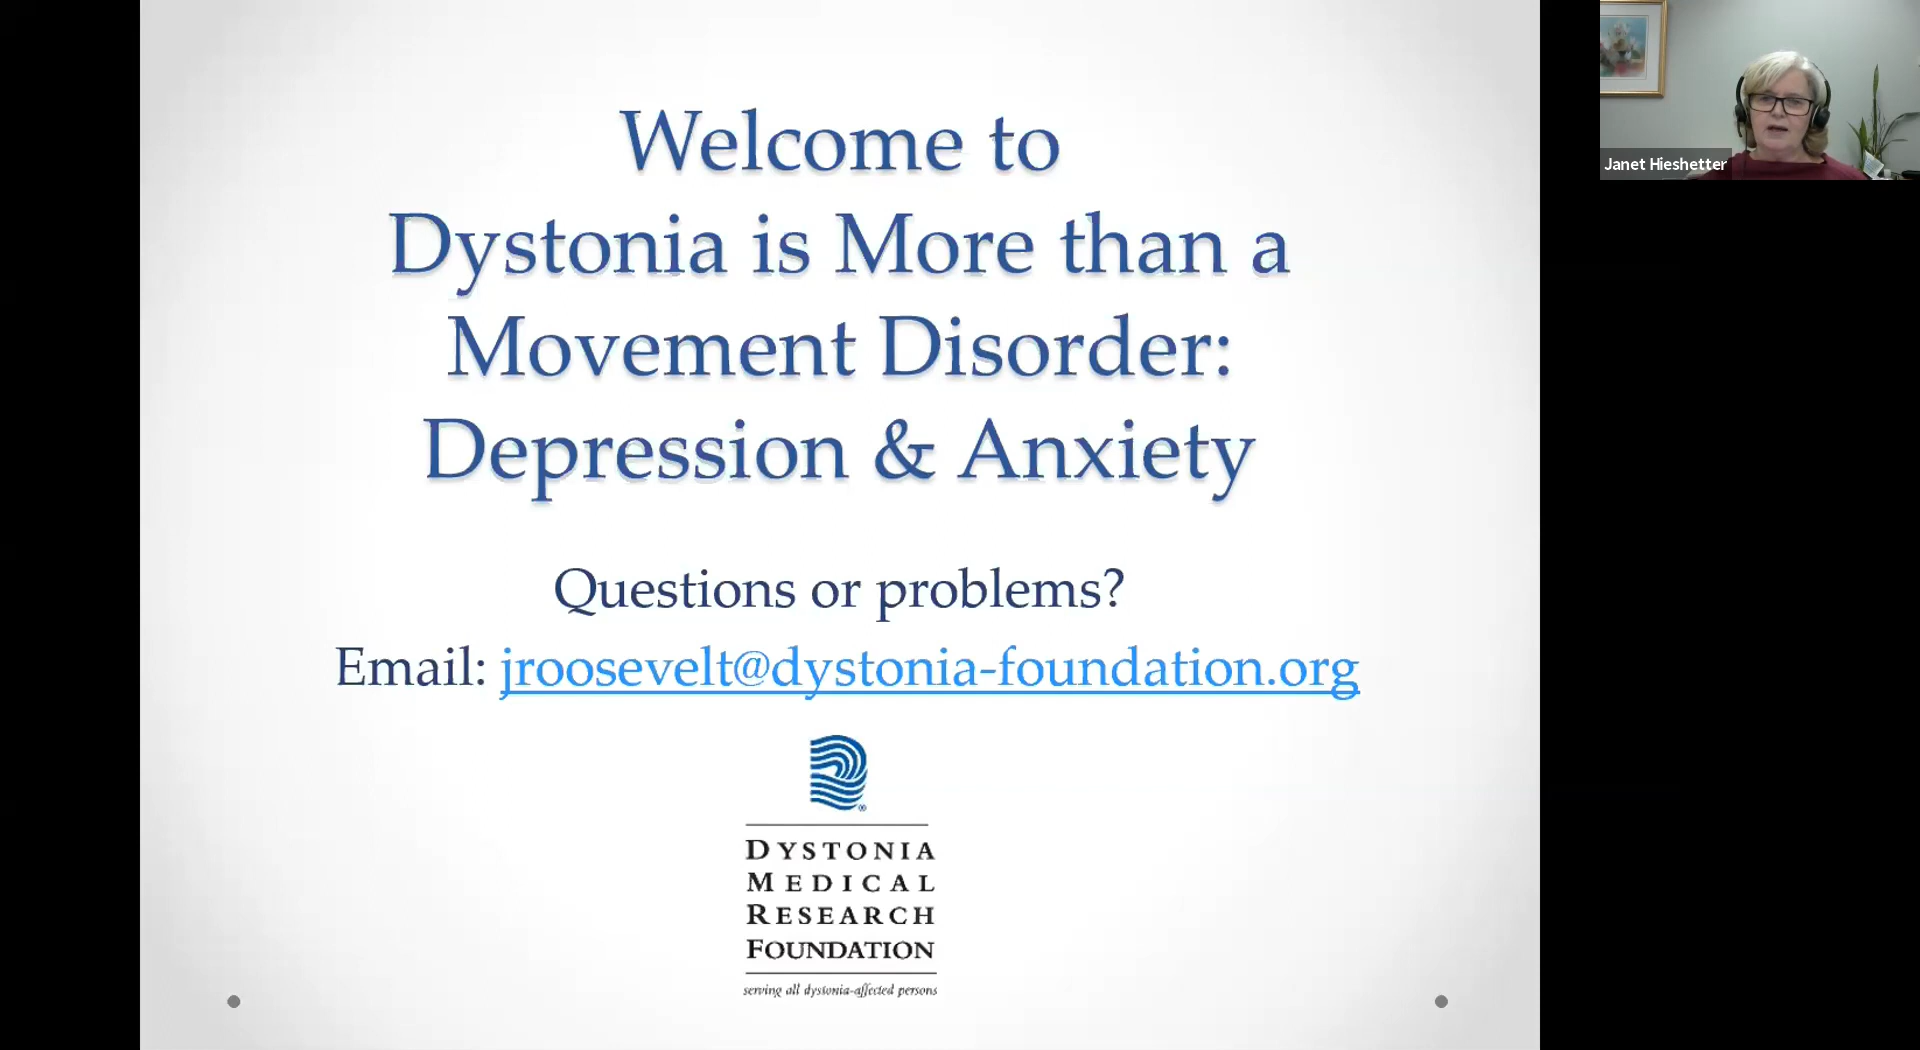 Welcome to
Dystonia is More than a
Movement Disorder:
Depression & Anxiety
Questions or problems?
Email: jroosevelt@dystonia-foundation.org
DYSTONIA
MEDICAL
RESEARCH
FOUNDATION
serving all dystonia-affected persons
Janet Hieshetter